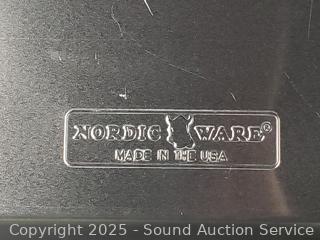 NORDIC WARE®
MADE IN THE USA
Copyright 2025 - Sound Auction Service